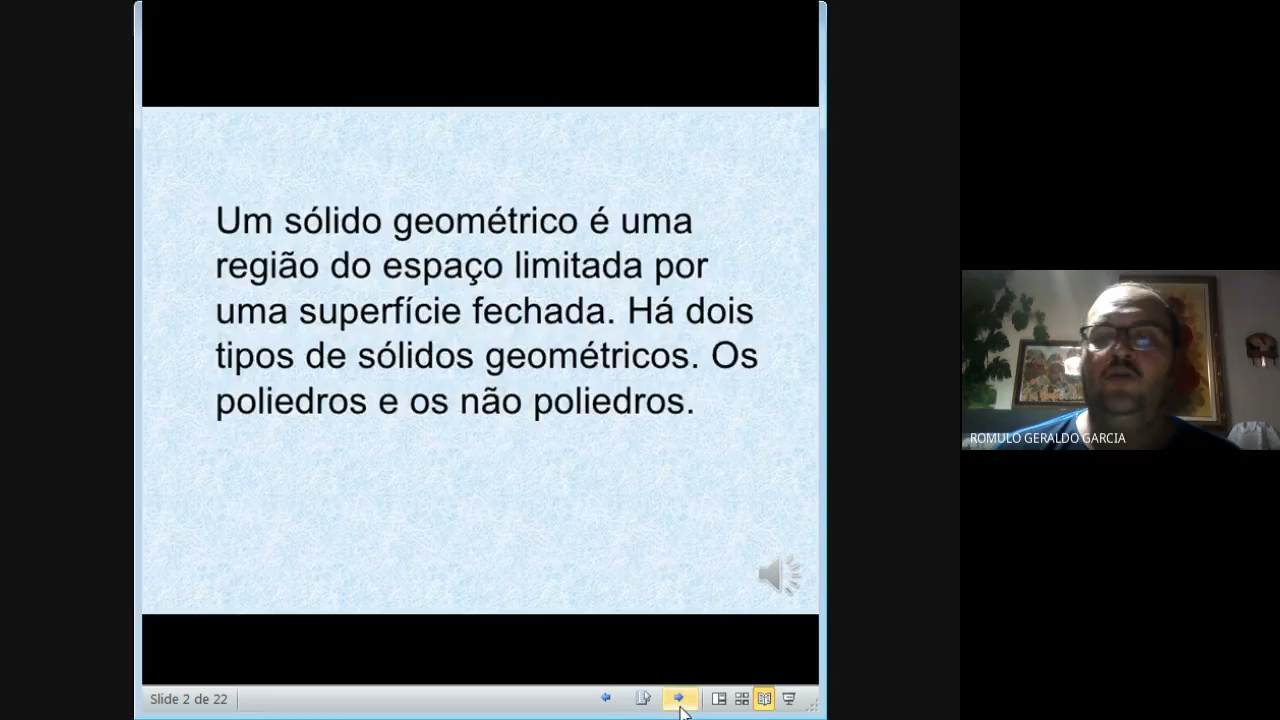 Um sólido geométrico é uma
região do espaço limitada por
uma superfície fechada. Há dois
tipos de sólidos geométricos. Os
poliedros e os não poliedros.
ROMULO GERALDO GARCIA
Slide 2 de 22